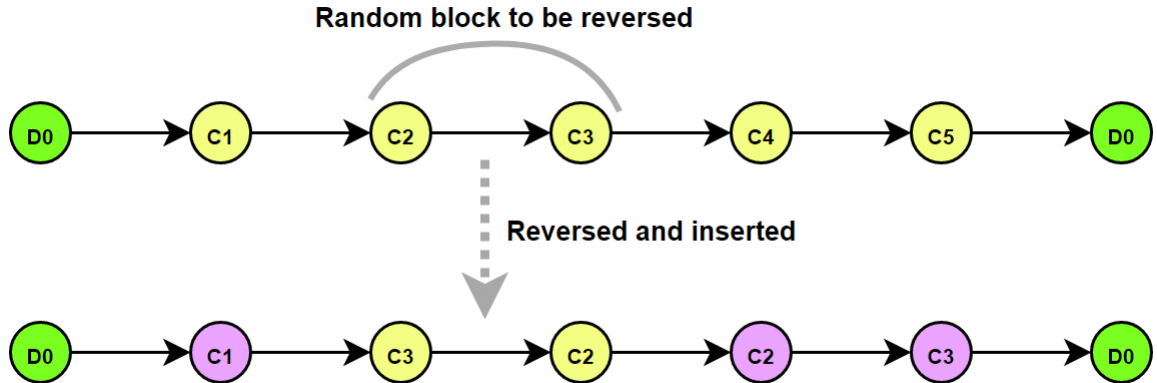 Random block to be reversed
D0 C1 C2 C3 C4 C5 D0
Reversed and inserted
D0 C1 C3 C2 C2 C3 D0